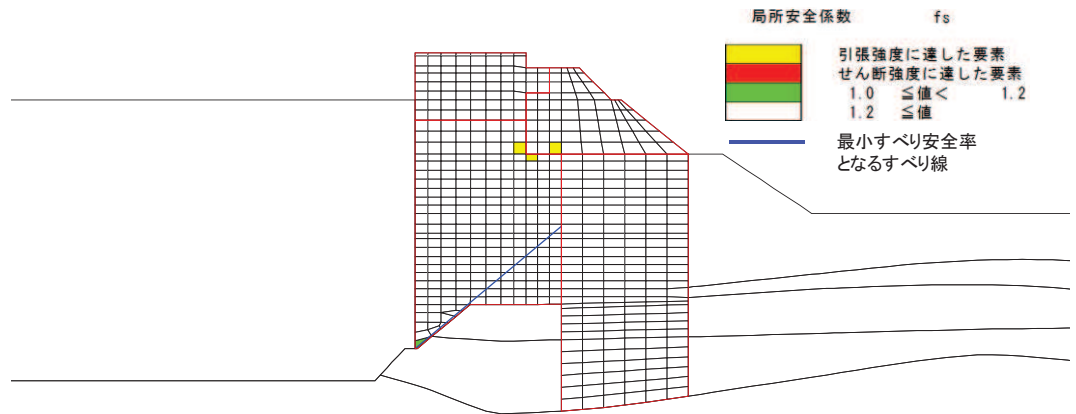 局所安全係数 fs
引張強度に達した要素
せん断強度に達した要素
1.0 ≦値< 1.2
1.2 ≦値
最小すべり安全率
となるすべり線